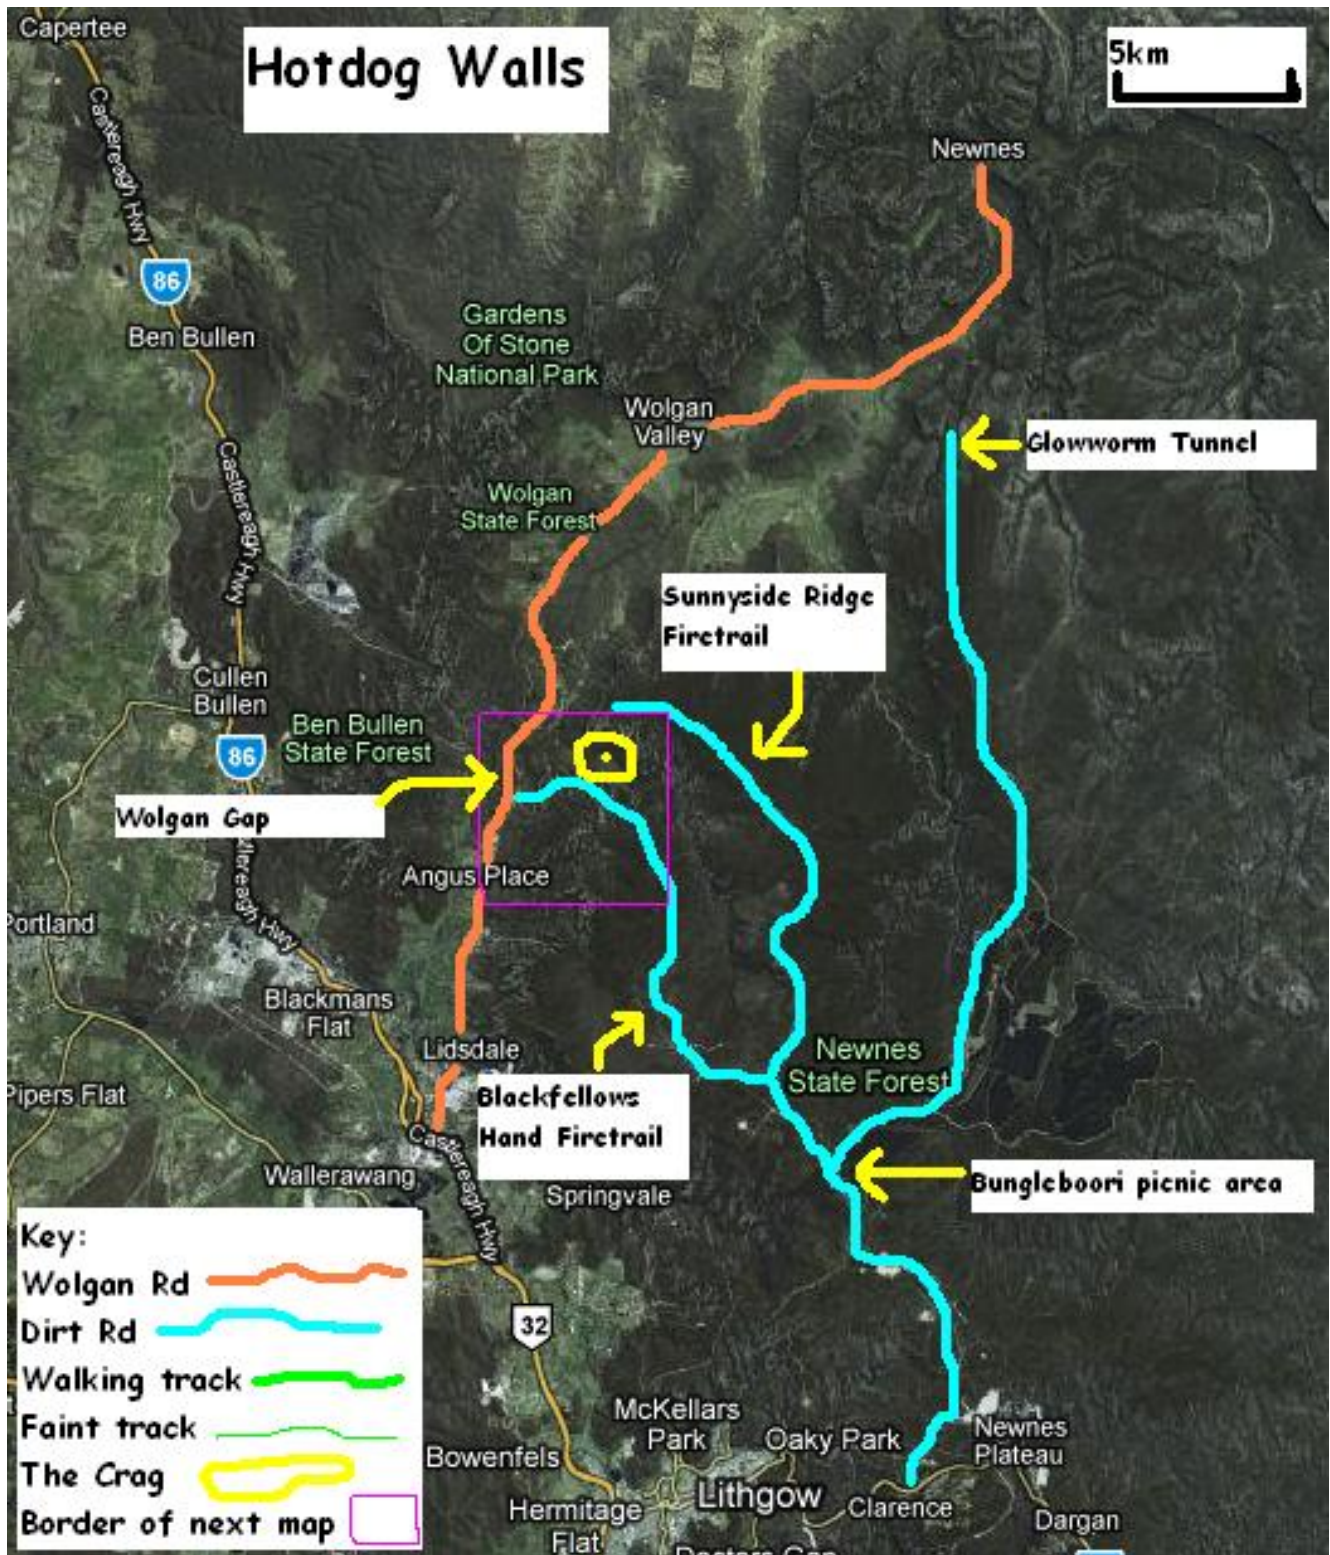 Capertee
Hotdog Walls
5km
Castlereagh Hwy
Newnes
86
Ben Bullen
Gardens
Of Stone
National Park
Wolgan
Valley
Glowworm Tunnel
Castlereagh Hwy
Wolgan
State Forest
Sunnyside Ridge
Firetrail
Cullen
Bullen
Ben Bullen
State Forest
86
Wolgan Gap
Angus Place
Portland
Blackmans
Flat
Lidsdale
Newnes
State Forest
Pipers Flat
Blackfellows
Hand Firetrail
Castlereagh Hwy
Wallerawang
Springvale
Bungleboori picnic area
Key:
Wolgan Rd
Dirt Rd
Walking track
Faint track
The Crag
Border of next map
32
McKellars
Park
Oaky Park
Newnes
Plateau
Bowenfels
Lithgow
Clarence
Hermitage
Flat
Dargan